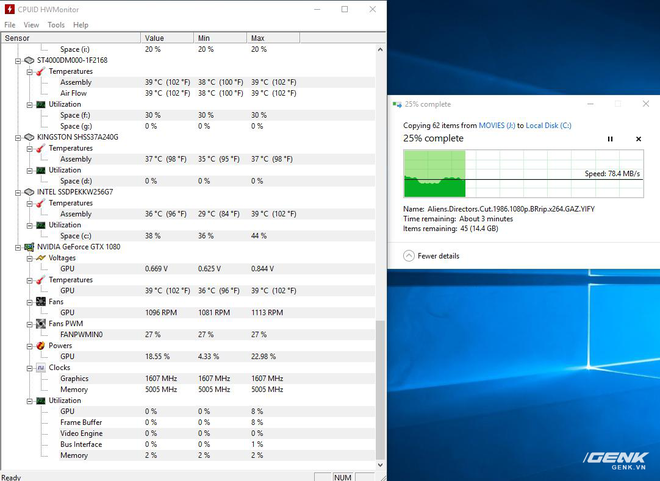 CPUID HWMonitor
File View Tools Help
Sensor Value Min Max
Space (i:) 20 % 20 % 20 %
ST4000DM000-1F2168
Temperatures
Assembly 39 °C (102 °F) 38 °C (100 °F) 39 °C (102 °F)
Air Flow 39 °C (102 °F) 38 °C (100 °F) 39 °C (102 °F)
Utilization
Space (f:) 30 % 30 % 30 %
Space (g:) 0 % 0 % 0 %
KINGSTON SHSS37A240G
Temperatures
Assembly 37 °C (98 °F) 35 °C (95 °F) 37 °C (98 °F)
Utilization
Space (d:) 0 % 0 % 0 %
INTEL SSDPEKKW256G7
Temperatures
Assembly 36 °C (96 °F) 29 °C (84 °F) 39 °C (102 °F)
Utilization
Space (c:) 38 % 36 % 44 %
NVIDIA GeForce GTX 1080
Voltages
GPU 0.669 V 0.625 V 0.844 V
Temperatures
GPU 39 °C (102 °F) 36 °C (96 °F) 39 °C (102 °F)
Fans
GPU 1096 RPM 1081 RPM 1113 RPM
Fans PWM
FANPWMIN0 27 % 27 % 27 %
Powers
GPU 18.55 % 4.33 % 22.98 %
Clocks
Graphics 1607 MHz 1607 MHz 1607 MHz
Memory 5005 MHz 5005 MHz 5005 MHz
Utilization
GPU 0 % 0 % 8 %
Frame Buffer 0 % 0 % 8 %
Video Engine 0 % 0 % 0 %
Bus Interface 0 % 0 % 1 %
Memory 2 % 2 % 2 %
Ready NUM
25% complete
Copying 62 items from MOVIES (J:) to Local Disk (C:)
25% complete
Speed: 78.4 MB/s
Name: Aliens.Directors.Cut.1986.1080p.BRrip.x264.GAZ.YIFY
Time remaining: About 3 minutes
Items remaining: 45 (14.4 GB)
Fewer details
GENK
GENK.VN